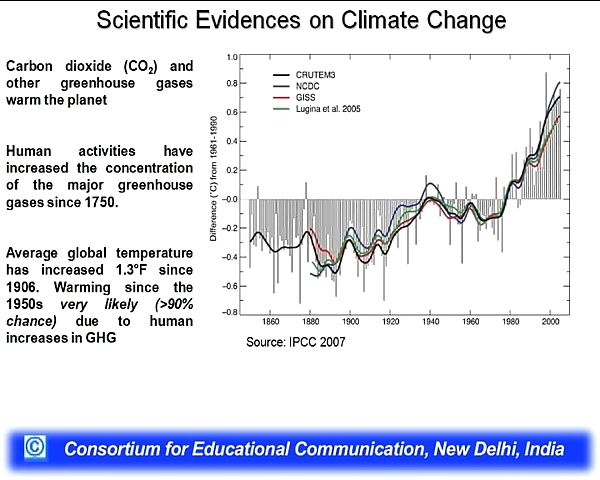 Scientific Evidences on Climate Change
Carbon dioxide (CO2) and
other greenhouse gases
warm the planet
Human activities have
increased the concentration
of the major greenhouse
gases since 1750.
Average global temperature
has increased 1.3°F since
1906. Warming since the
1950s very likely (>90%
chance) due to human
increases in GHG
Difference (°C) from 1961-1990
1.0
0.8
0.6
0.4
0.2
-0.0
-0.2
-0.4
-0.6
-0.8
CRUTEM3
NCDC
GISS
Lugina et al. 2005
1860 1880 1900 1920 1940 1960 1980 2000
Source: IPCC 2007
© Consortium for Educational Communication, New Delhi, India